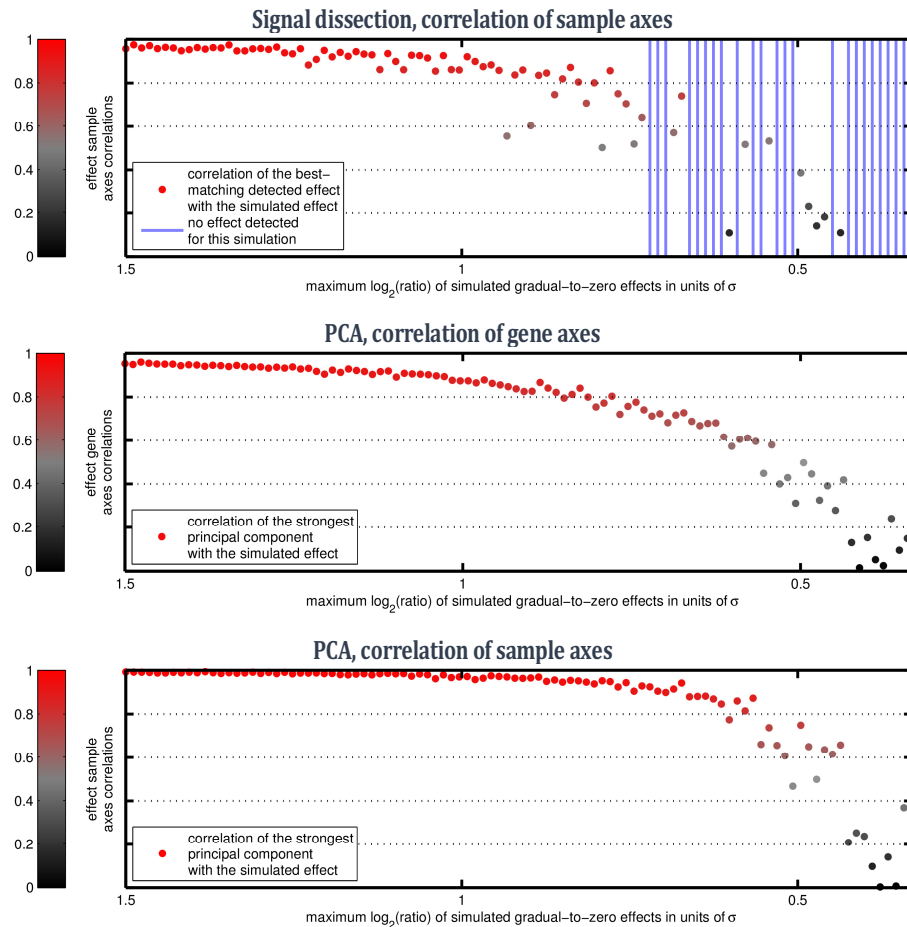 Signal dissection, correlation of sample axes
1
0.8
0.6
0.4
0.2
0
effect sample
axes correlations
correlation of the best-
matching detected effect
with the simulated effect
no effect detected
for this simulation
1.5
1
0.5
maximum log2(ratio) of simulated gradual-to-zero effects in units of σ
PCA, correlation of gene axes
1
0.8
0.6
0.4
0.2
0
effect gene
axes correlations
correlation of the strongest
principal component
with the simulated effect
1.5
1
0.5
maximum log2(ratio) of simulated gradual-to-zero effects in units of σ
PCA, correlation of sample axes
1
0.8
0.6
0.4
0.2
0
effect sample
axes correlations
correlation of the strongest
principal component
with the simulated effect
1.5
1
0.5
maximum log2(ratio) of simulated gradual-to-zero effects in units of σ